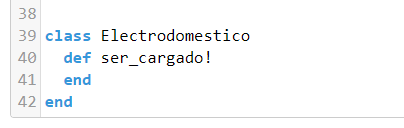 38
39 class Electrodomestico
40   def ser_cargado!
41   end
42 end